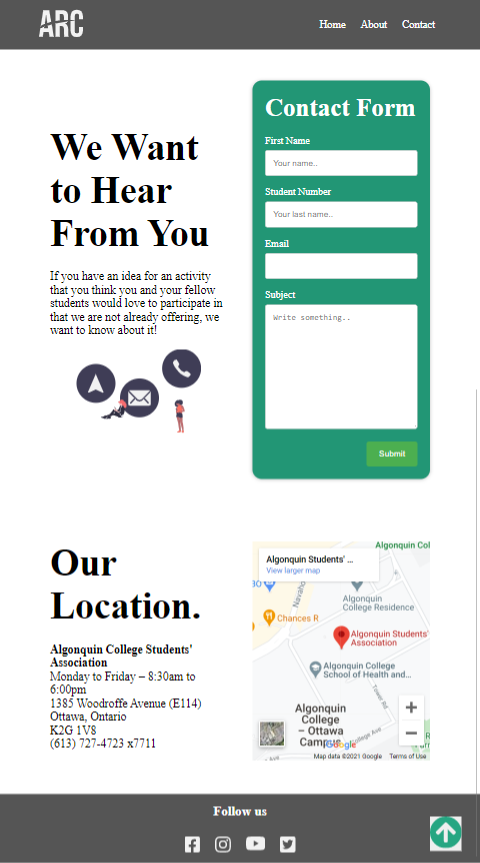 ARC
Home About Contact
We Want
to Hear
From You
If you have an idea for an activity
that you think you and your fellow
students would love to participate in
that we are not already offering, we
want to know about it!
Contact Form
First Name
Your name..
Student Number
Your last name..
Email
Subject
Write something..
Submit
Our
Location.
Algonquin College Students'
Association
Monday to Friday – 8:30am to
6:00pm
1385 Woodroffe Avenue (E114)
Ottawa, Ontario
K2G 1V8
(613) 727-4723 x7711
Algonquin Col
Algonquin Students' ...
View larger map
Navaho
Algonquin
College Residence
Chances R
Algonquin Students'
Association
Algonquin College
School of Health and...
Tower Rd
Algonquin
College
– Ottawa
Campus
College Ave
Google
Map data ©2021 Google Terms of Use
Follow us